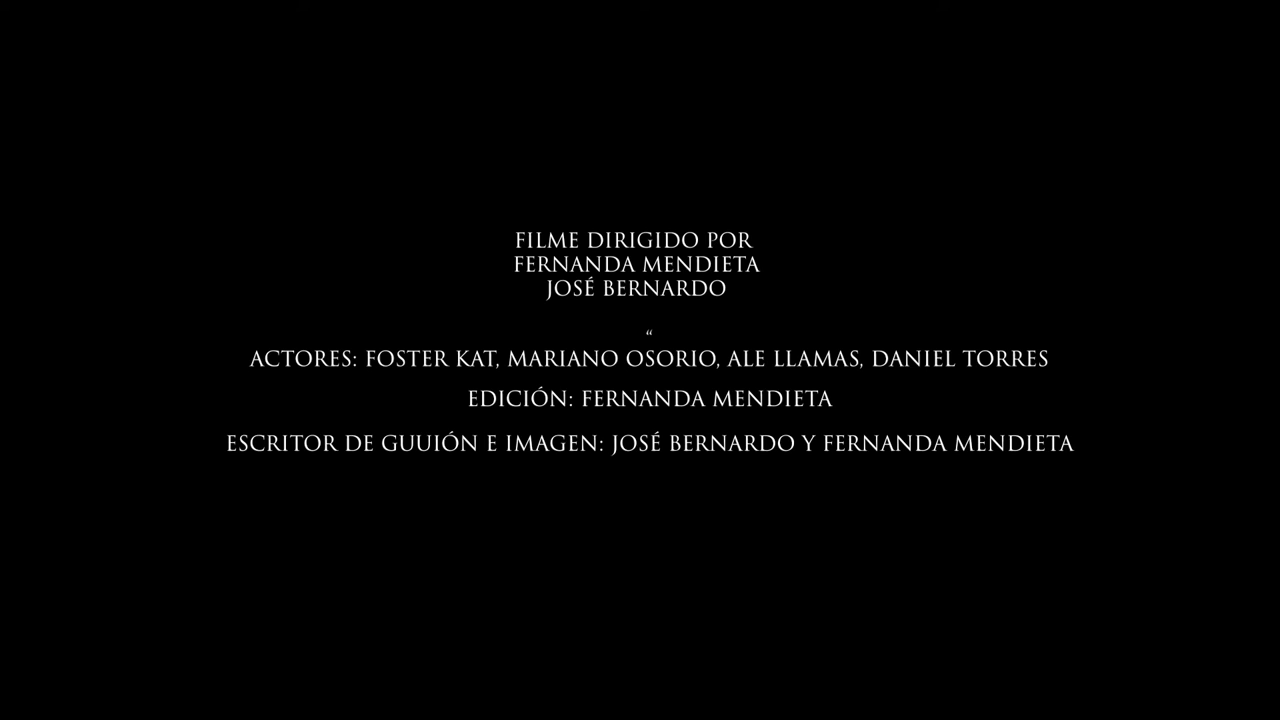 FILME DIRIGIDO POR
FERNANDA MENDIETA
JOSÉ BERNARDO
“
ACTORES: FOSTER KAT, MARIANO OSORIO, ALE LLAMAS, DANIEL TORRES
EDICIÓN: FERNANDA MENDIETA
ESCRITOR DE GUUIÓN E IMAGEN: JOSÉ BERNARDO Y FERNANDA MENDIETA